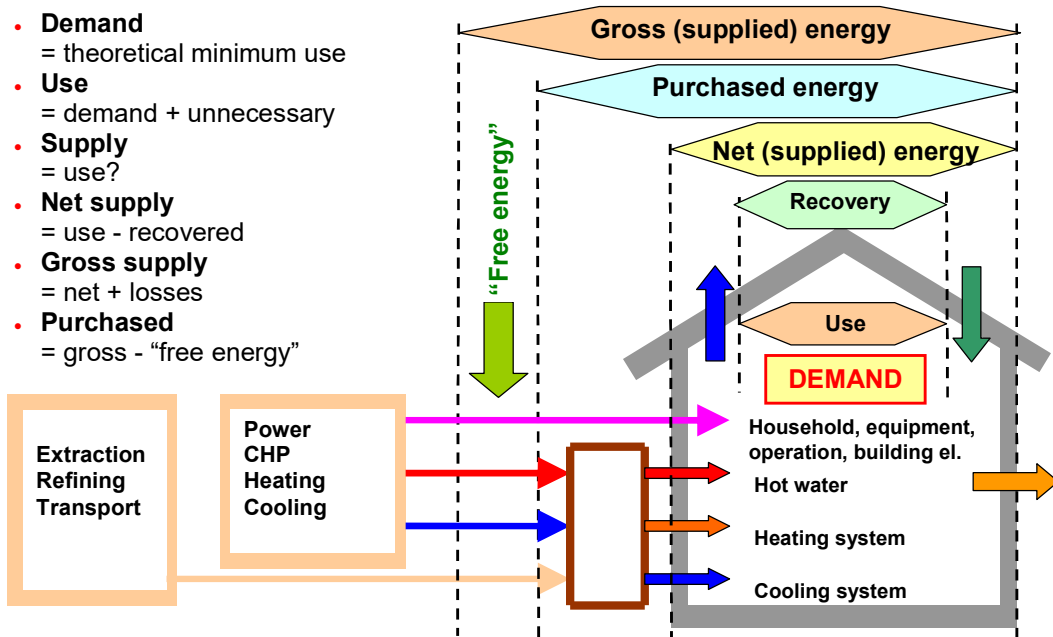 • Demand
= theoretical minimum use
• Use
= demand + unnecessary
• Supply
= use?
• Net supply
= use - recovered
• Gross supply
= net + losses
• Purchased
= gross - “free energy”
Gross (supplied) energy
Purchased energy
Net (supplied) energy
Recovery
“Free energy”
Use
DEMAND
Extraction
Refining
Transport
Power
CHP
Heating
Cooling
Household, equipment,
operation, building el.
Hot water
Heating system
Cooling system